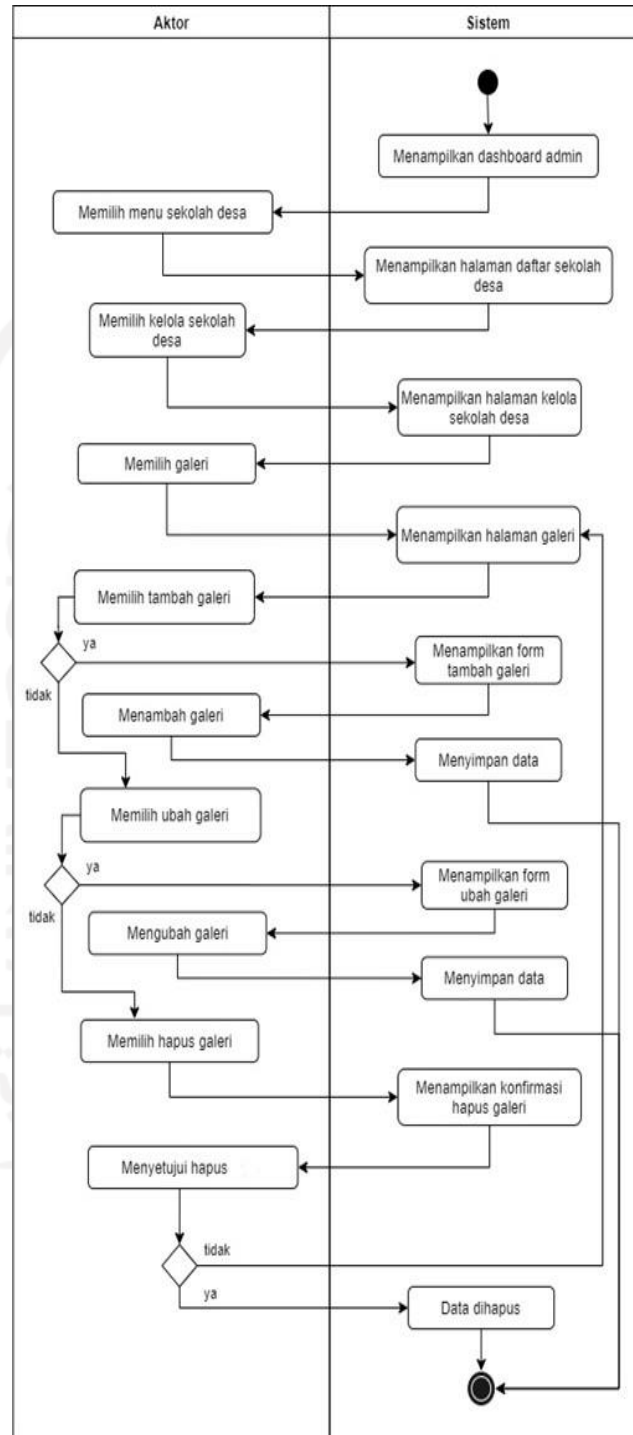 Aktor
Sistem
Menampilkan dashboard admin
Memilih menu sekolah desa
Menampilkan halaman daftar sekolah
desa
Memilih kelola sekolah
desa
Menampilkan halaman kelola
sekolah desa
Memilih galeri
Menampilkan halaman galeri
Memilih tambah galeri
ya
tidak
Menampilkan form
tambah galeri
Menambah galeri
Menyimpan data
Memilih ubah galeri
ya
tidak
Menampilkan form
ubah galeri
Mengubah galeri
Menyimpan data
Memilih hapus galeri
Menampilkan konfirmasi
hapus galeri
Menyetujui hapus
tidak
ya
Data dihapus